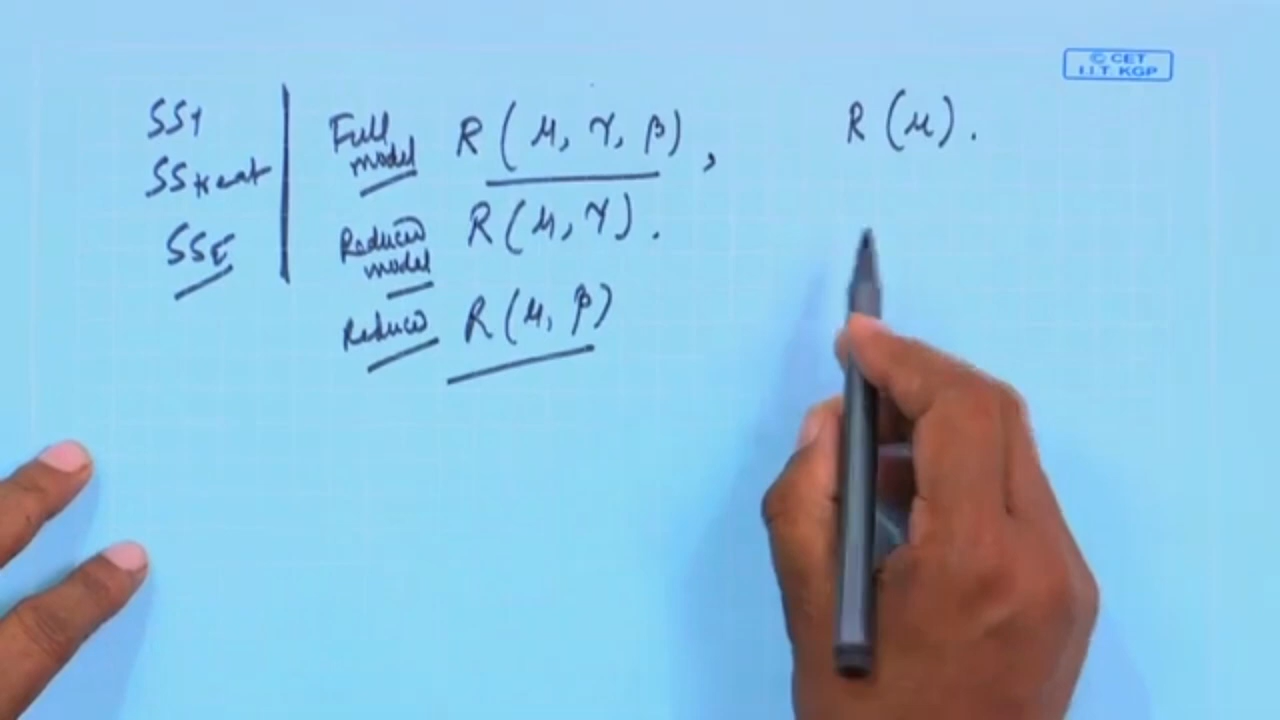 © CET
I.I.T. KGP
SST
SStreat
SSE
Full model R(μ, τ, β),
R(μ).
Reduced model R(μ, τ).
Reduced R(μ, β)